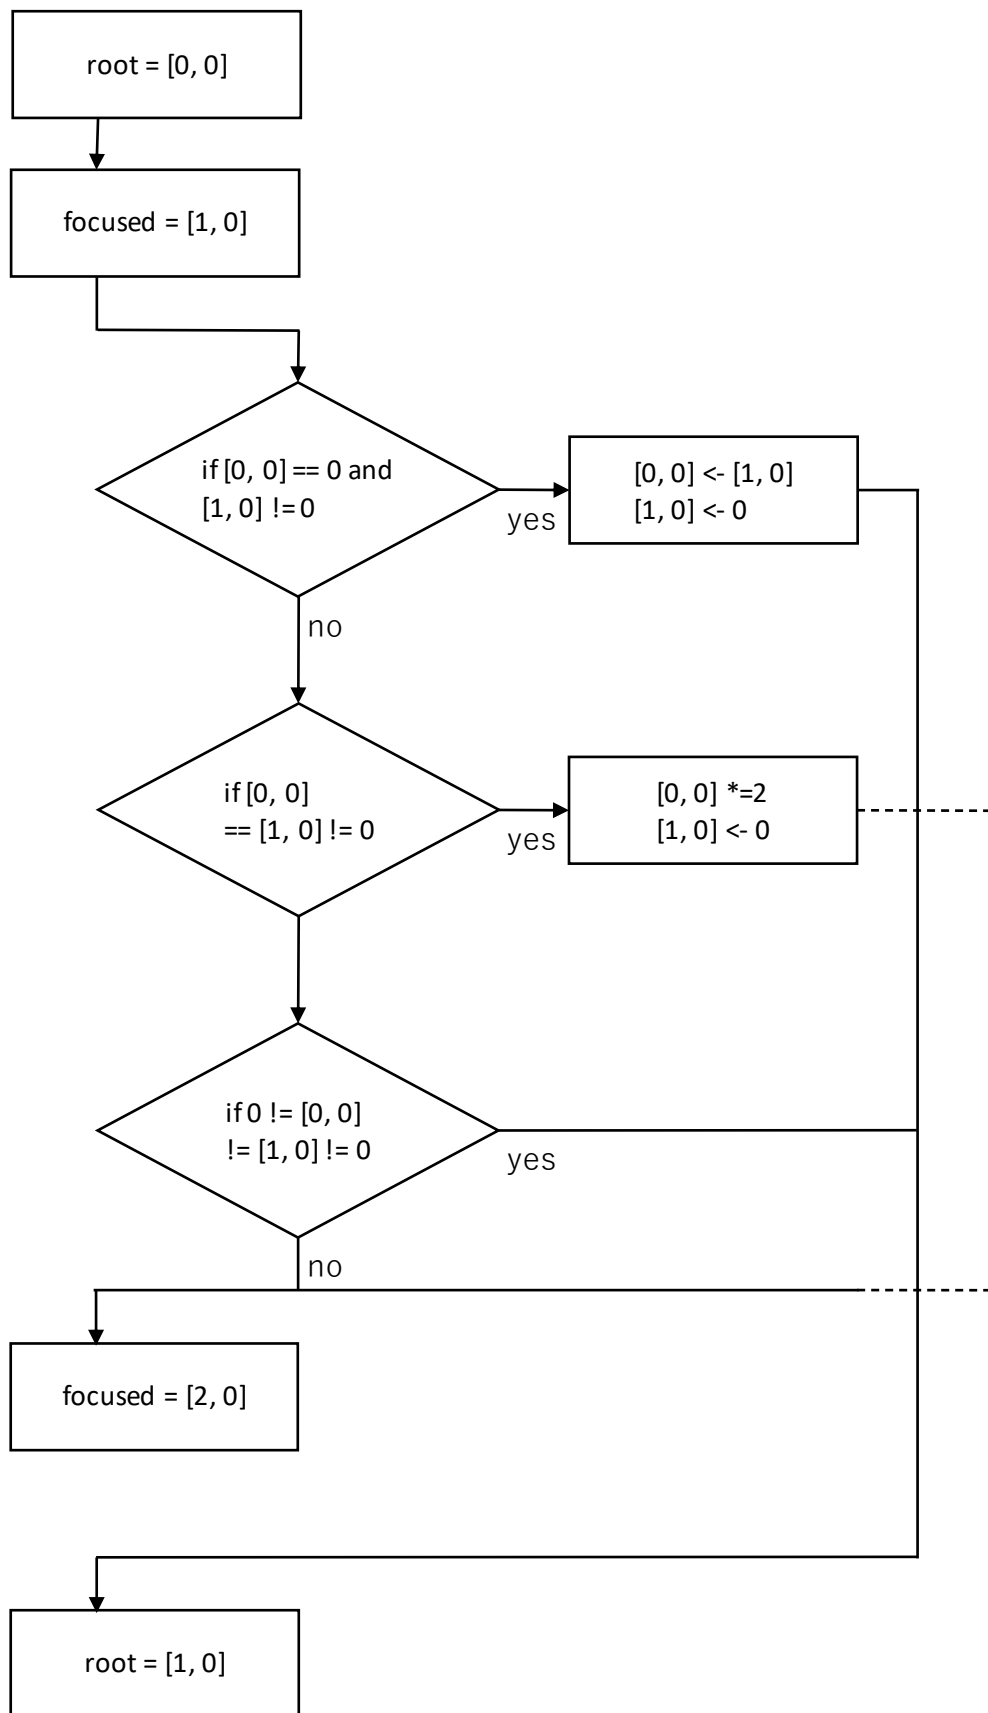 root = [0, 0]
focused = [1, 0]
if [0, 0] == 0 and
[1, 0] != 0
yes
[0, 0] <- [1, 0]
[1, 0] <- 0
no
if [0, 0]
== [1, 0] != 0
yes
[0, 0] *=2
[1, 0] <- 0
if 0 != [0, 0]
!= [1, 0] != 0
yes
no
focused = [2, 0]
root = [1, 0]